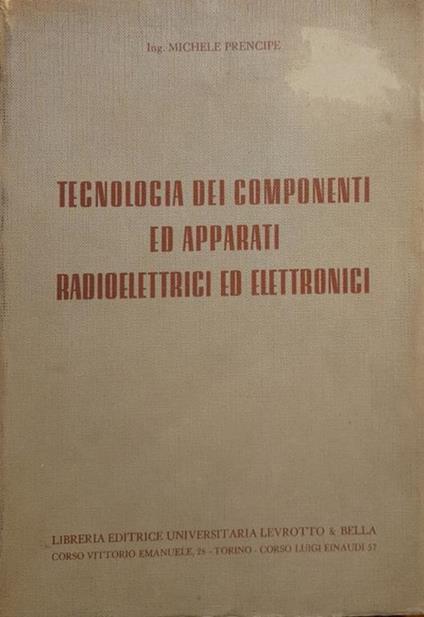 Ing. MICHELE PRENCIPE
TECNOLOGIA DEI COMPONENTI
ED APPARATI
RADIOELETTRICI ED ELETTRONICI
LIBRERIA EDITRICE UNIVERSITARIA LEVROTTO & BELLA
CORSO VITTORIO EMANUELE, 26 - TORINO - CORSO LUIGI EINAUDI 57